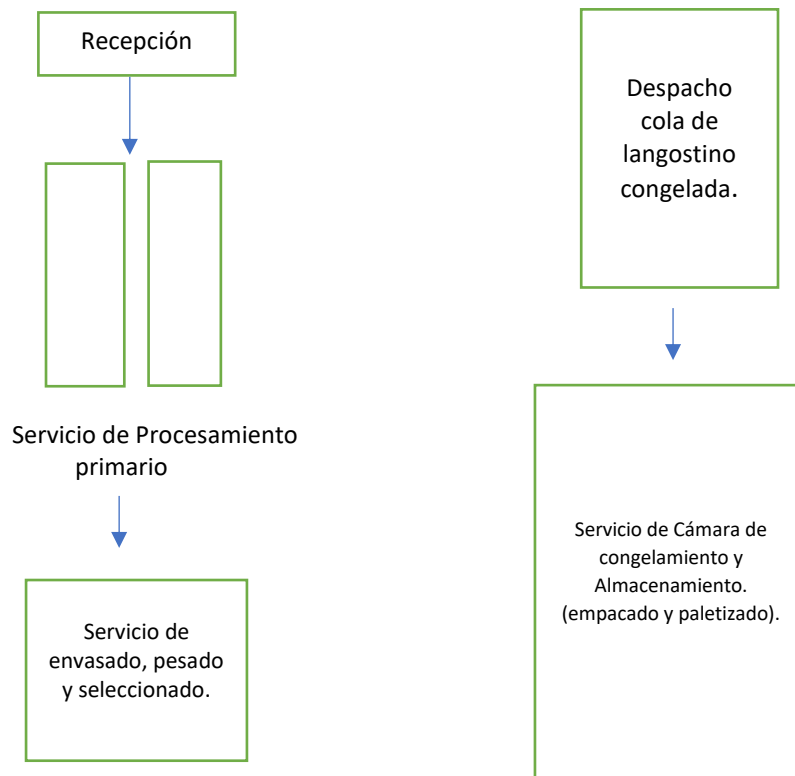 Recepción
Servicio de Procesamiento
primario
Servicio de
envasado, pesado
y seleccionado.
Despacho
cola de
langostino
congelada.
Servicio de Cámara de
congelamiento y
Almacenamiento.
(empacado y paletizado).